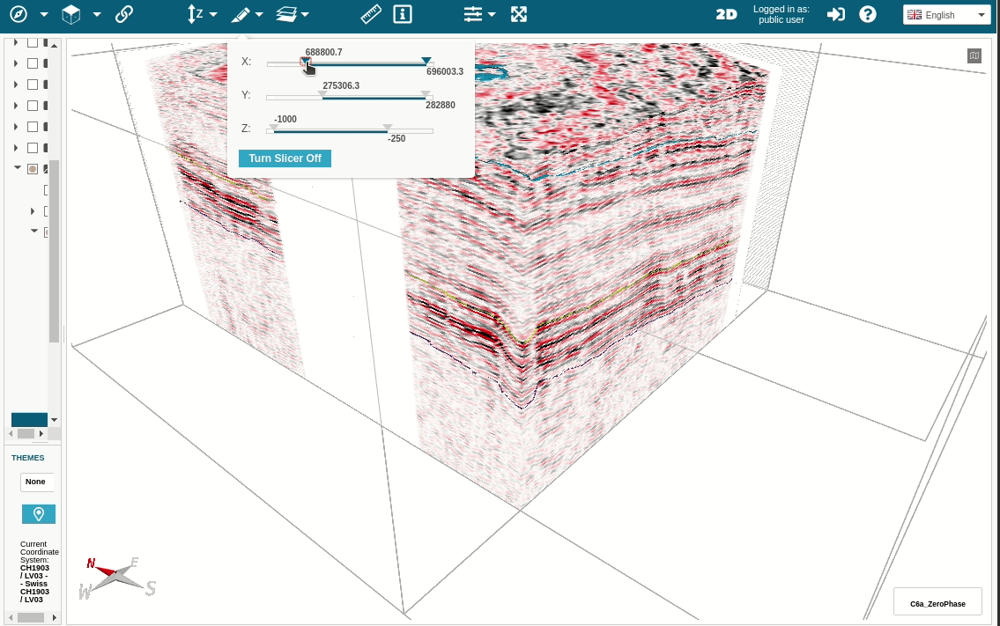 Z
2D
Logged in as:
public user
English
X:
688800.7
696003.3
Y:
275306.3
282880
Z:
-1000
-250
Turn Slicer Off
THEMES
None
Current
Coordinate
System:
CH1903
/ LV03 -
- Swiss
CH1903
/ LV03
N
E
W
S
C6a_ZeroPhase